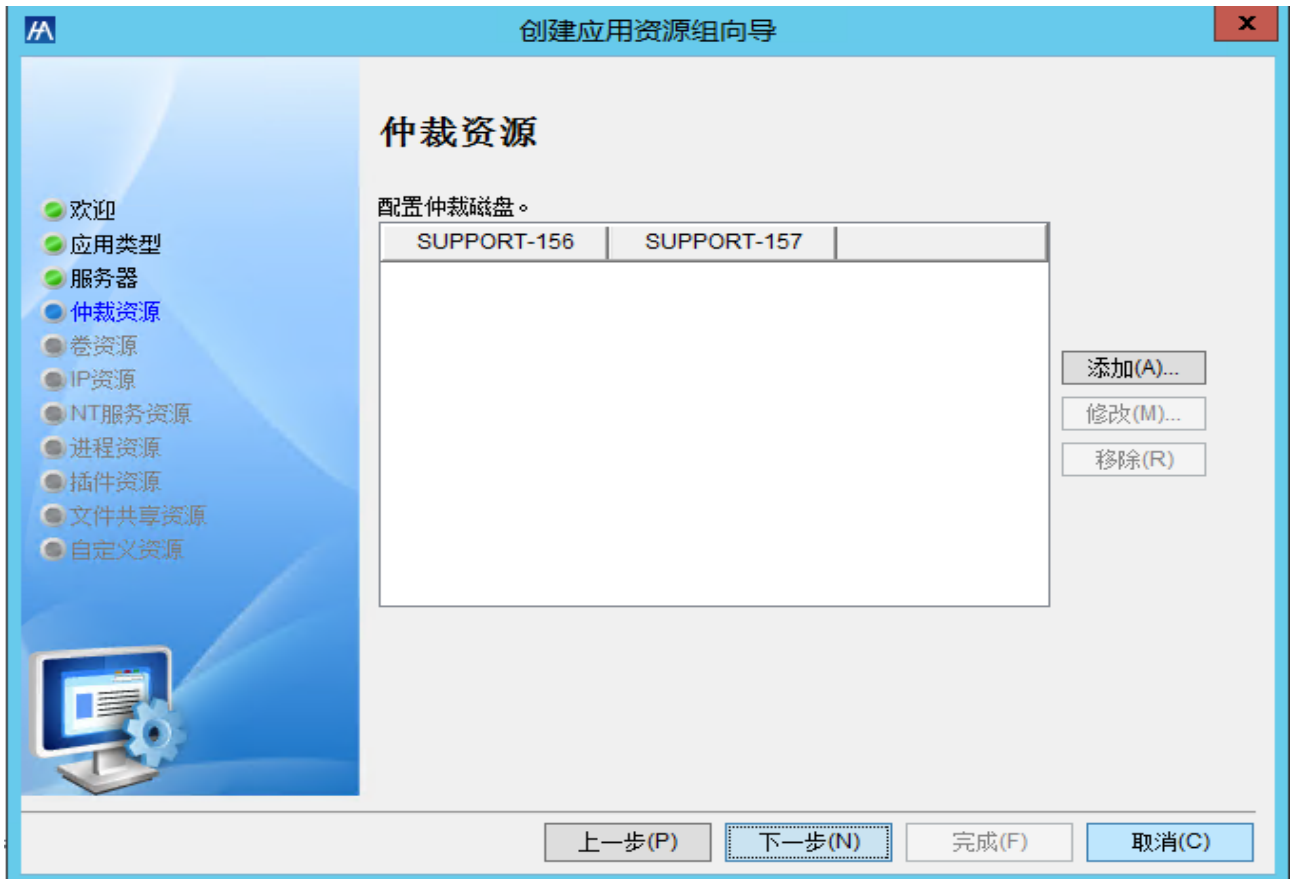 创建应用资源组向导
x
仲裁资源
配置仲裁磁盘。
SUPPORT-156 SUPPORT-157
欢迎
应用类型
服务器
仲裁资源
卷资源
IP资源
NT服务资源
进程资源
插件资源
文件共享资源
自定义资源
添加(A)...
修改(M)...
移除(R)
上一步(P) 下一步(N) 完成(F) 取消(C)